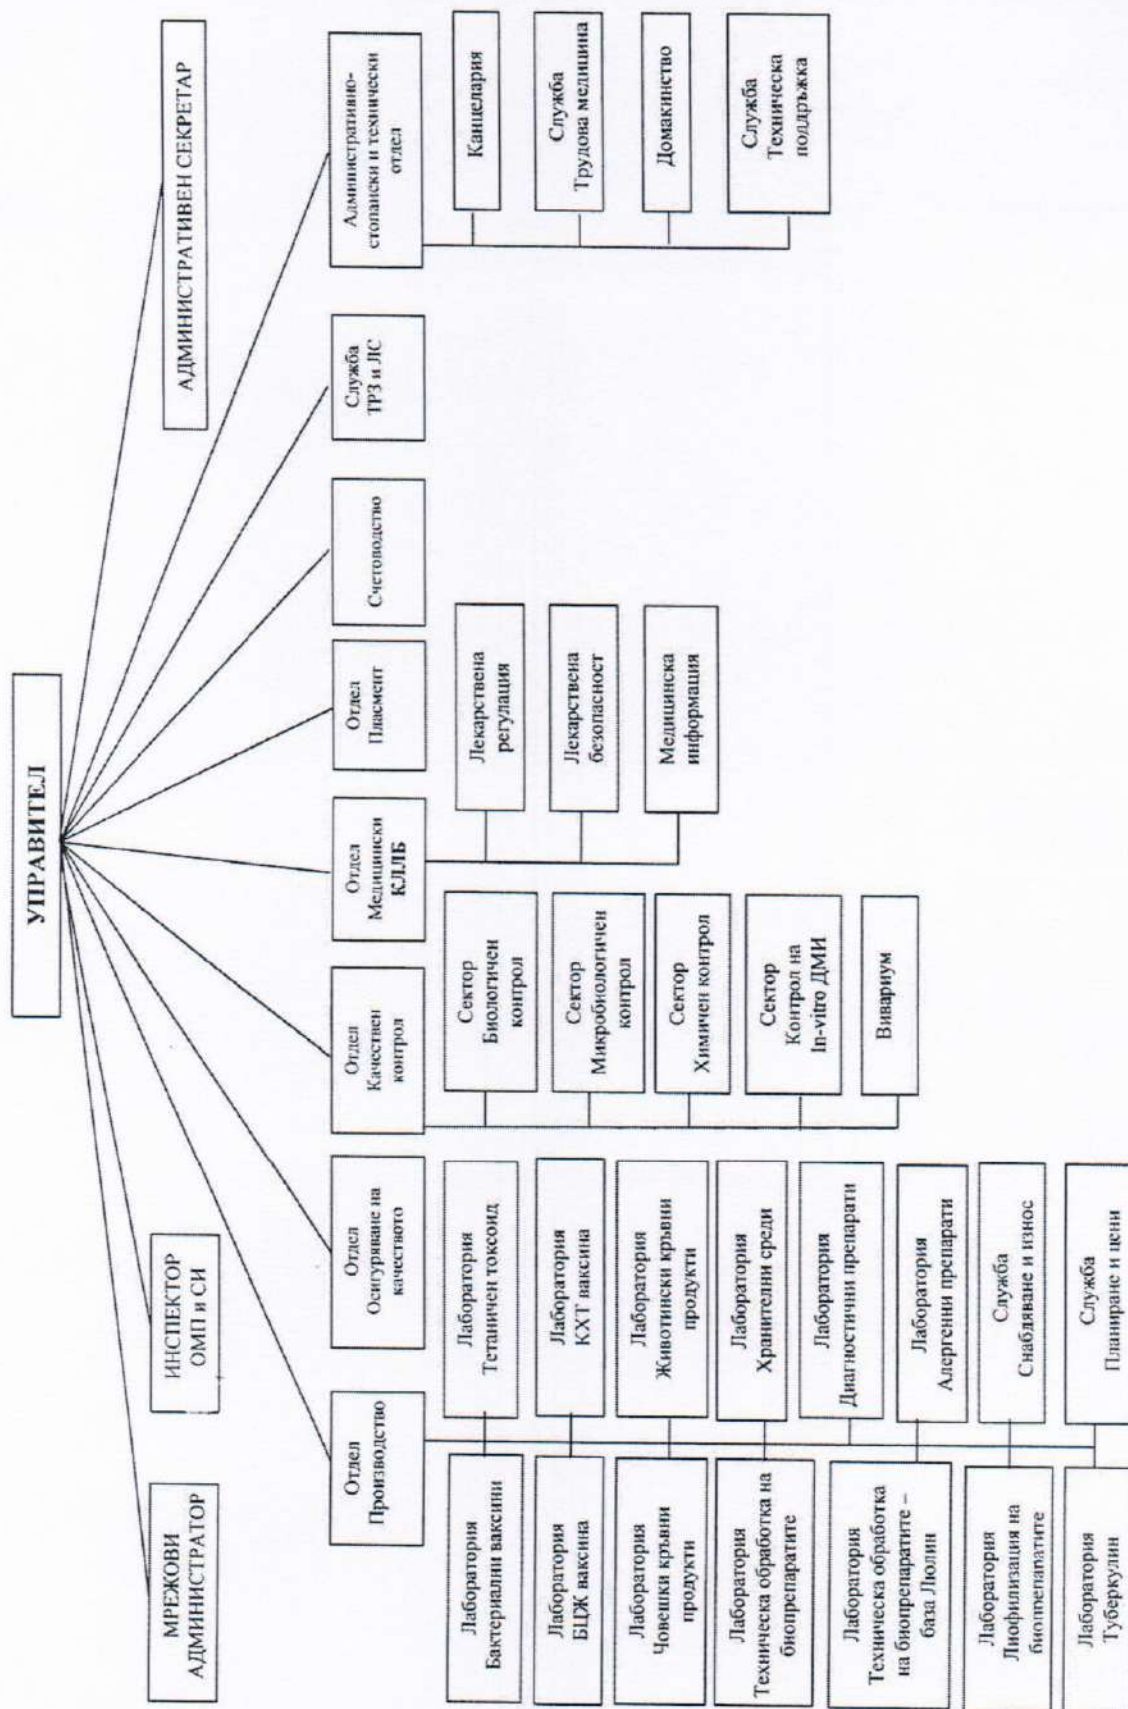 УПРАВИТЕЛ
МРЕЖОВИ
АДМИНИСТРАТОР
ИНСПЕКТОР
ОМП и СИ
АДМИНИСТРАТИВЕН СЕКРЕТАР
Отдел
Производство
Отдел
Осигуряване на
качеството
Отдел
Качествен
контрол
Отдел
Медицински
КЛЛБ
Отдел
Пласмент
Счетоводство
Служба
ТРЗ и ЛС
Административно-
стопански и технически
отдел
Лаборатория
Бактериални ваксини
Лаборатория
БЦЖ ваксина
Лаборатория
Човешки кръвни
продукти
Лаборатория
Техническа обработка на
биопрепаратите
Лаборатория
Техническа обработка
на биопрепаратите –
база Люлин
Лаборатория
Лиофилизация на
биопрепаратите
Лаборатория
Туберкулин
Лаборатория
Тетаничен токсоид
Лаборатория
КХТ ваксина
Лаборатория
Животински кръвни
продукти
Лаборатория
Хранителни среди
Лаборатория
Диагностични препарати
Лаборатория
Алергенни препарати
Служба
Снабдяване и износ
Служба
Планиране и цени
Сектор
Биологичен
контрол
Сектор
Микробиологичен
контрол
Сектор
Химичен контрол
Сектор
Контрол на
In-vitro ДМИ
Вивариум
Лекарствена
регулация
Лекарствена
безопасност
Медицинска
информация
Канцелария
Служба
Трудова медицина
Домакинство
Служба
Техническа
поддръжка